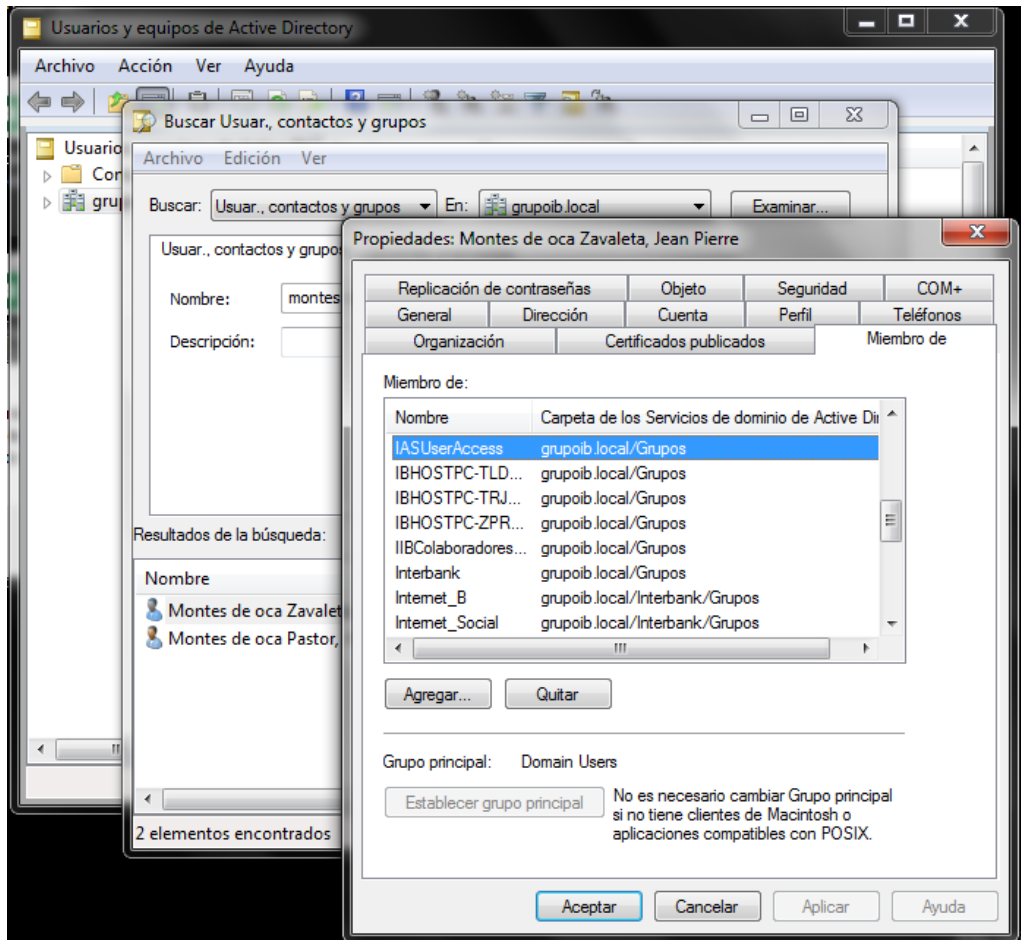 Usuarios y equipos de Active Directory
Archivo Acción Ver Ayuda
Buscar Usuar., contactos y grupos
Archivo Edición Ver
Usuario
Con
grup
Buscar: Usuar., contactos y grupos En: grupoib.local Examinar...
Usuar., contactos y grupo
Nombre: montes
Descripción:
Resultados de la búsqueda:
Nombre
Montes de oca Zavalet
Montes de oca Pastor,
2 elementos encontrados
Propiedades: Montes de oca Zavaleta, Jean Pierre
Replicación de contraseñas Objeto Seguridad COM+
General Dirección Cuenta Perfil Teléfonos
Organización Certificados publicados Miembro de
Miembro de:
Nombre Carpeta de los Servicios de dominio de Active Dir
IASUserAccess grupoib.local/Grupos
IBHOSTPC-TLD... grupoib.local/Grupos
IBHOSTPC-TRJ... grupoib.local/Grupos
IBHOSTPC-ZPR... grupoib.local/Grupos
IIBColaboradores... grupoib.local/Grupos
Interbank grupoib.local/Grupos
Internet_B grupoib.local/Interbank/Grupos
Internet_Social grupoib.local/Interbank/Grupos
Agregar... Quitar
Grupo principal: Domain Users
Establecer grupo principal
No es necesario cambiar Grupo principal
si no tiene clientes de Macintosh o
aplicaciones compatibles con POSIX.
Aceptar Cancelar Aplicar Ayuda